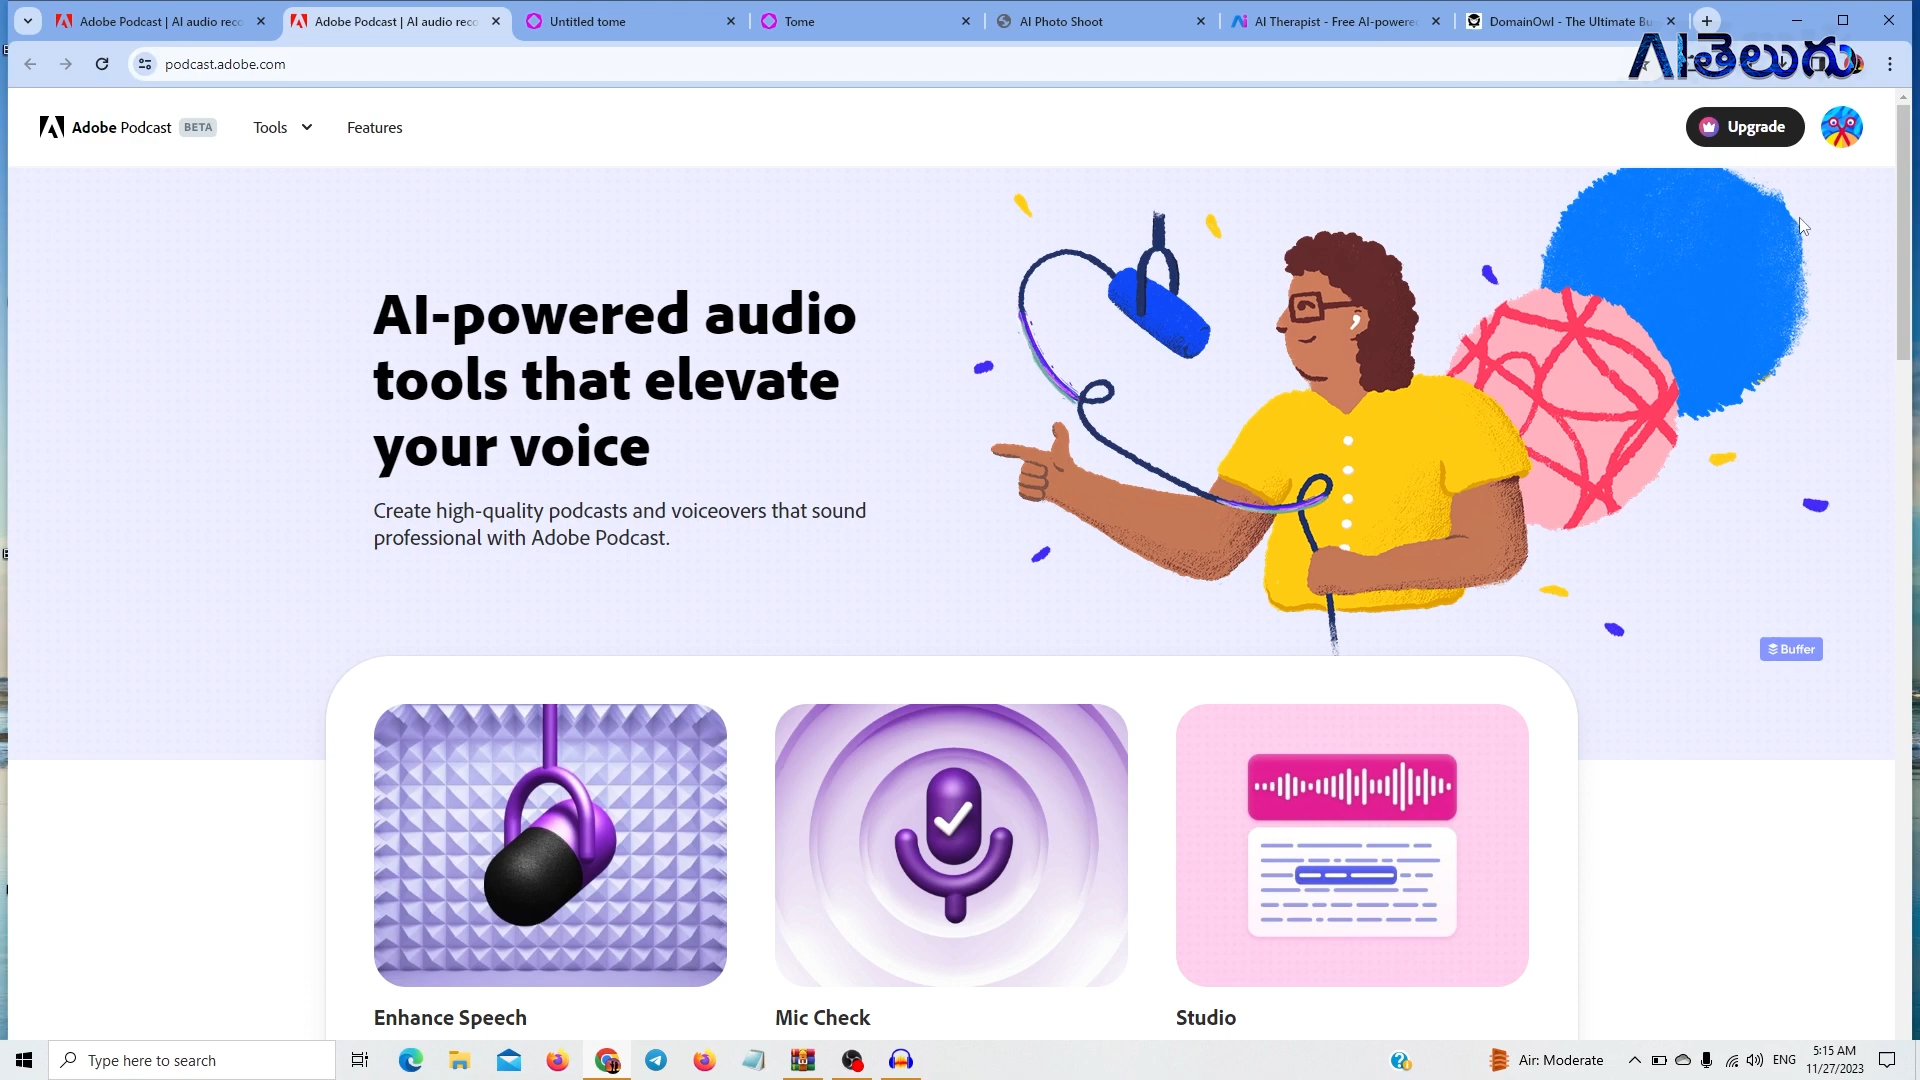 Adobe Podcast | AI audio reco
Adobe Podcast | AI audio reco
Untitled tome
Tome
AI Photo Shoot
AI Therapist - Free AI-powere
DomainOwl - The Ultimate Bu
podcast.adobe.com
AIతెలుగు
Adobe Podcast BETA
Tools
Features
Upgrade
AI-powered audio
tools that elevate
your voice
Create high-quality podcasts and voiceovers that sound
professional with Adobe Podcast.
Buffer
Enhance Speech
Mic Check
Studio
Type here to search
Air: Moderate
ENG
5:15 AM
11/27/2023